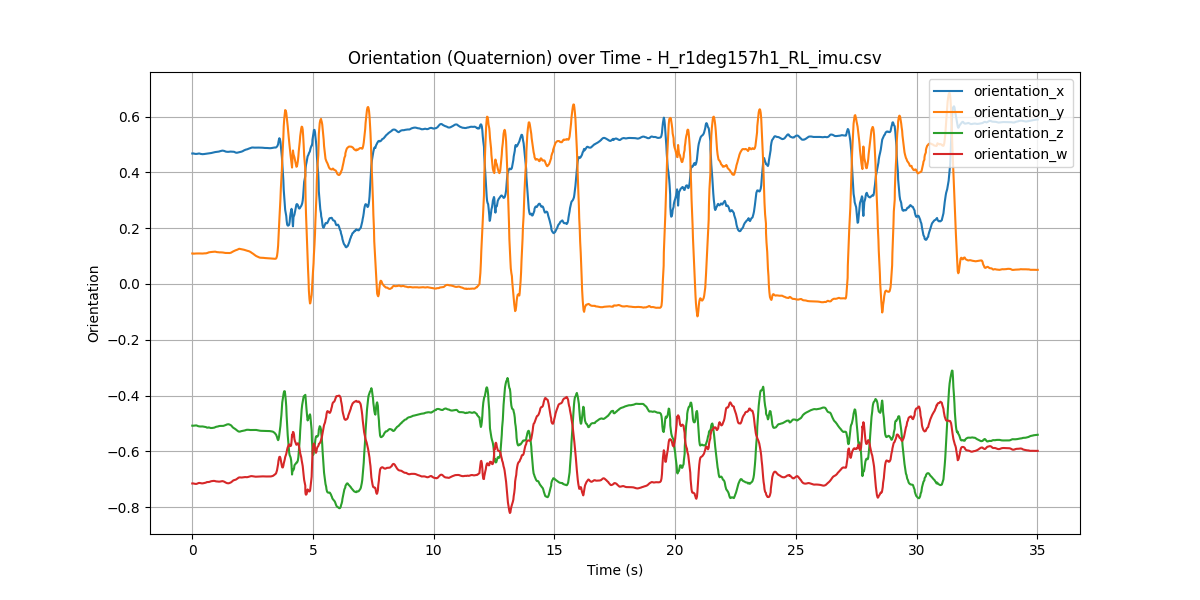 Orientation (Quaternion) over Time - H_r1deg157h1_RL_imu.csv
orientation_x
orientation_y
orientation_z
orientation_w
Orientation
0.6
0.4
0.2
0.0
−0.2
−0.4
−0.6
−0.8
0 5 10 15 20 25 30 35
Time (s)